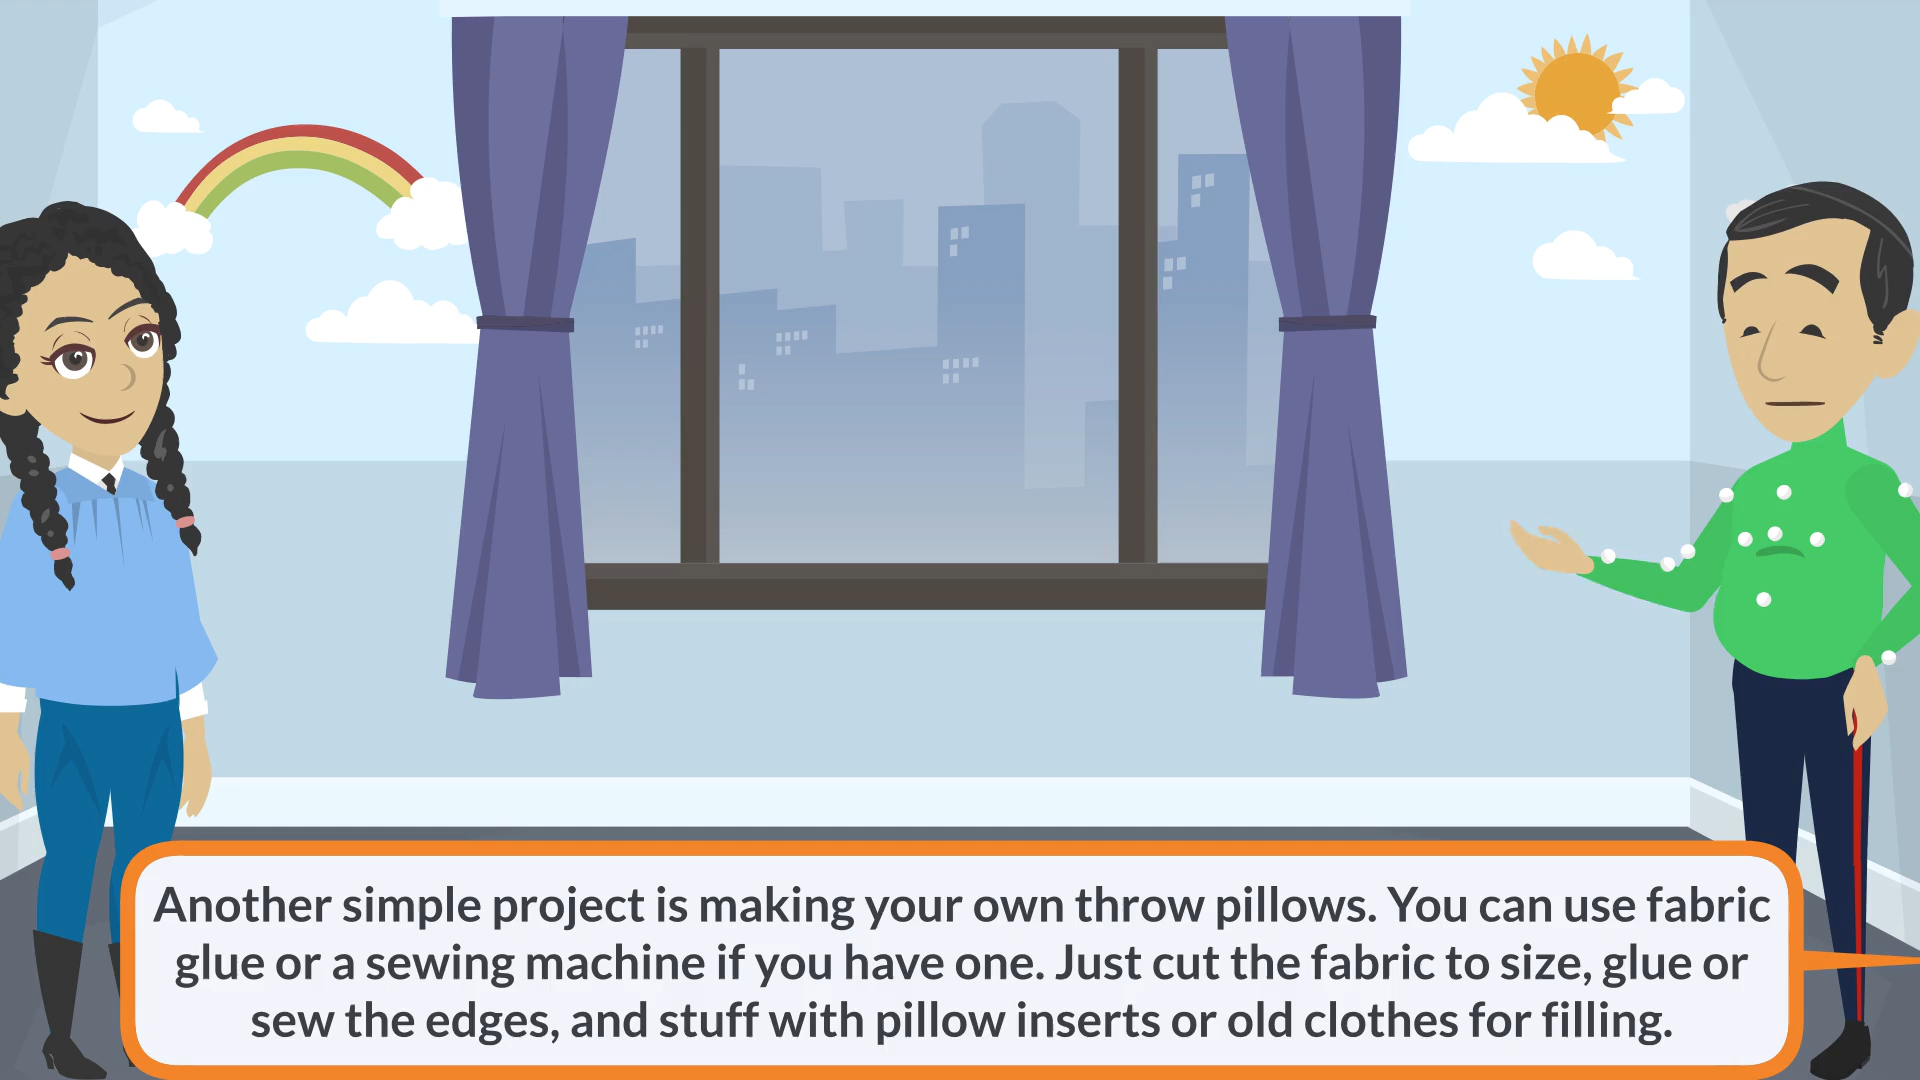 Another simple project is making your own throw pillows. You can use fabric
glue or a sewing machine if you have one. Just cut the fabric to size, glue or
sew the edges, and stuff with pillow inserts or old clothes for filling.